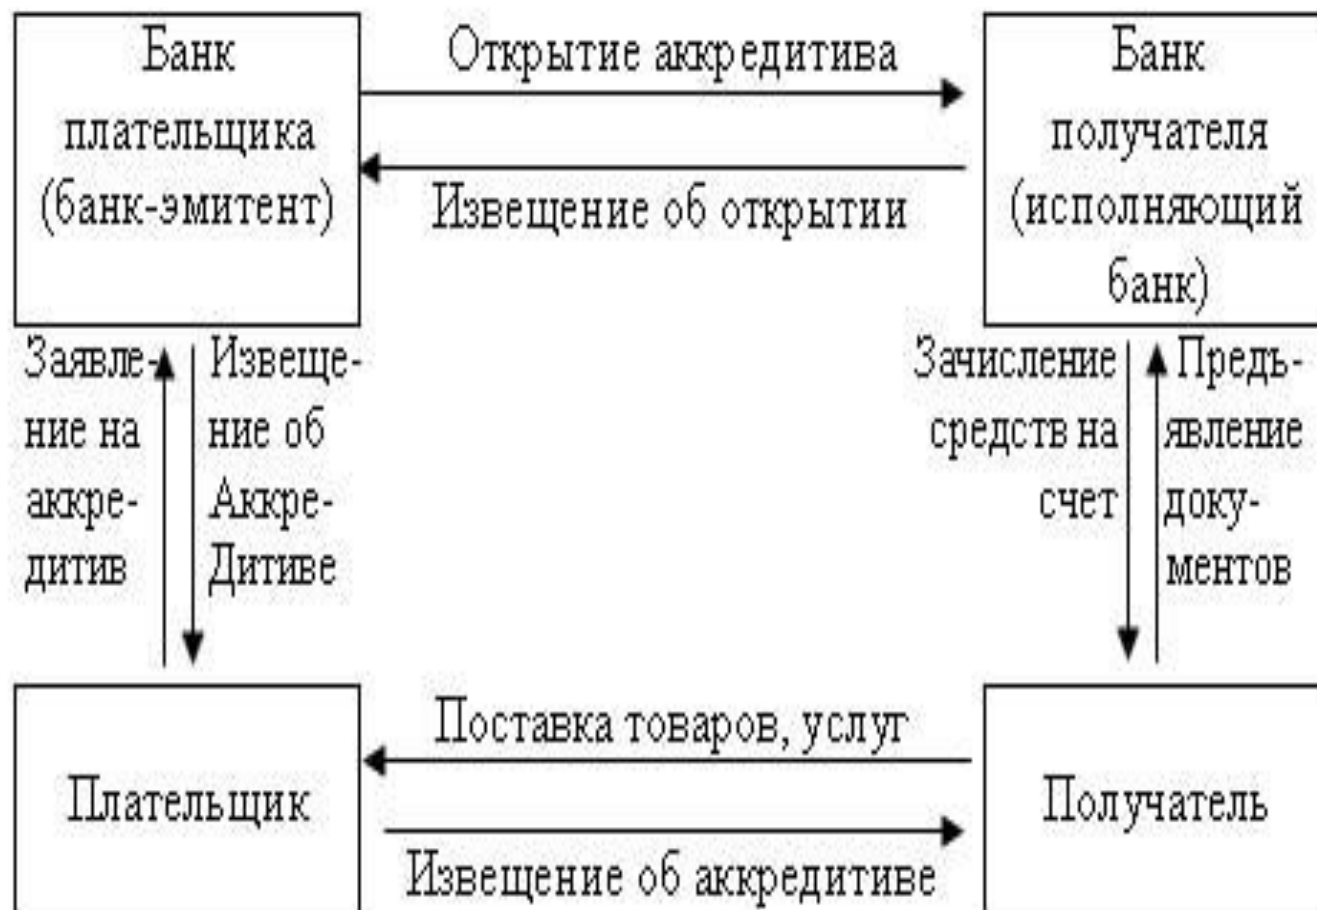 Банк
плательщика
(банк-эмитент)
Открытие аккредитива
Извещение об открытии
Банк
получателя
(исполняющий
банк)
Заявле-
ние на
аккре-
дитив
Извеще-
ние об
Аккре-
Дитиве
Зачисление
средств на
счет
Предъ-
явление
доку-
ментов
Плательщик
Поставка товаров, услуг
Извещение об аккредитиве
Получатель